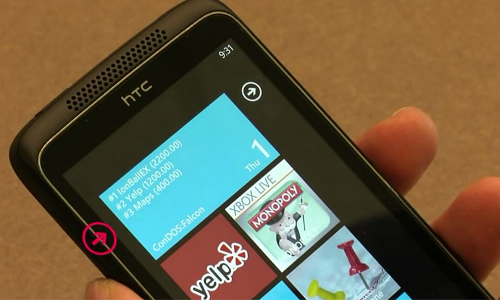 9:31
hTC
#1 IonBallEX (2200.00)
#2 Yelp (1200.00)
#3 Maps (400.00)
Thu 1
ConDOS:Falcon
XBOX LIVE
MONOPOLY
yelp